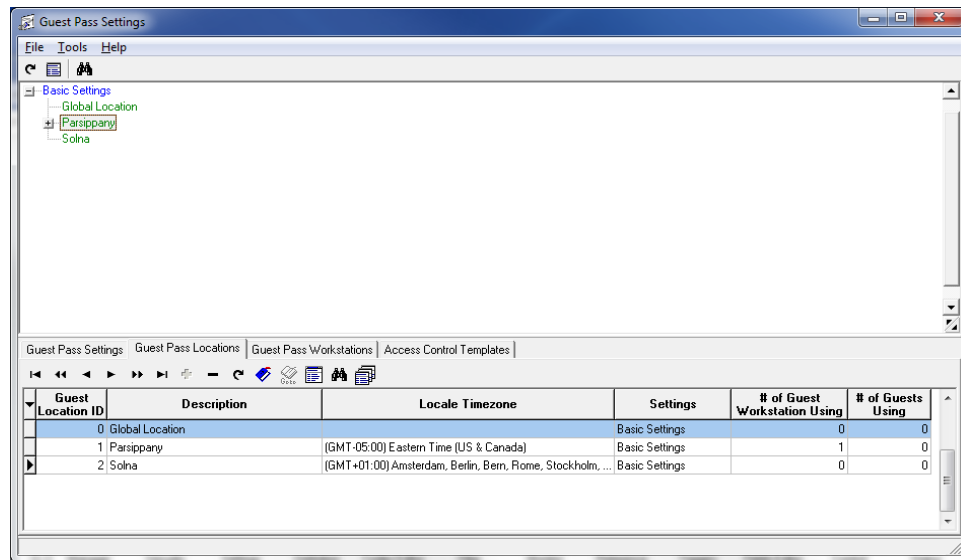 Guest Pass Settings
File Tools Help
Basic Settings
Global Location
Parsippany
Solna
Guest Pass Settings Guest Pass Locations Guest Pass Workstations Access Control Templates
Guest Location ID Description Locale Timezone Settings # of Guest Workstation Using # of Guests Using
0 Global Location Basic Settings 0 0
1 Parsippany (GMT-05:00) Eastern Time (US & Canada) Basic Settings 1 0
2 Solna (GMT+01:00) Amsterdam, Berlin, Bern, Rome, Stockholm, ... Basic Settings 0 0